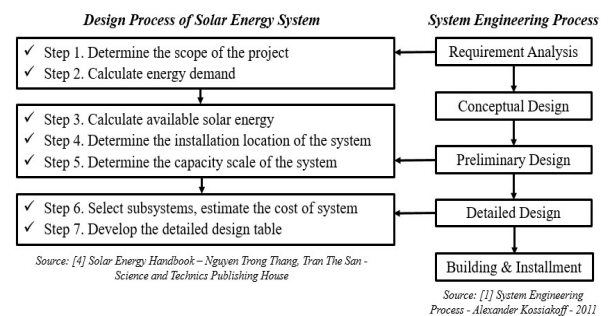 Design Process of Solar Energy System
✓ Step 1. Determine the scope of the project
✓ Step 2. Calculate energy demand
✓ Step 3. Calculate available solar energy
✓ Step 4. Determine the installation location of the system
✓ Step 5. Determine the capacity scale of the system
✓ Step 6. Select subsystems, estimate the cost of system
✓ Step 7. Develop the detailed design table
Source: [4] Solar Energy Handbook – Nguyen Trong Thang, Tran The San -
Science and Technics Publishing House
System Engineering Process
Requirement Analysis
Conceptual Design
Preliminary Design
Detailed Design
Building & Installment
Source: [1] System Engineering
Process - Alexander Kossiakoff - 2011